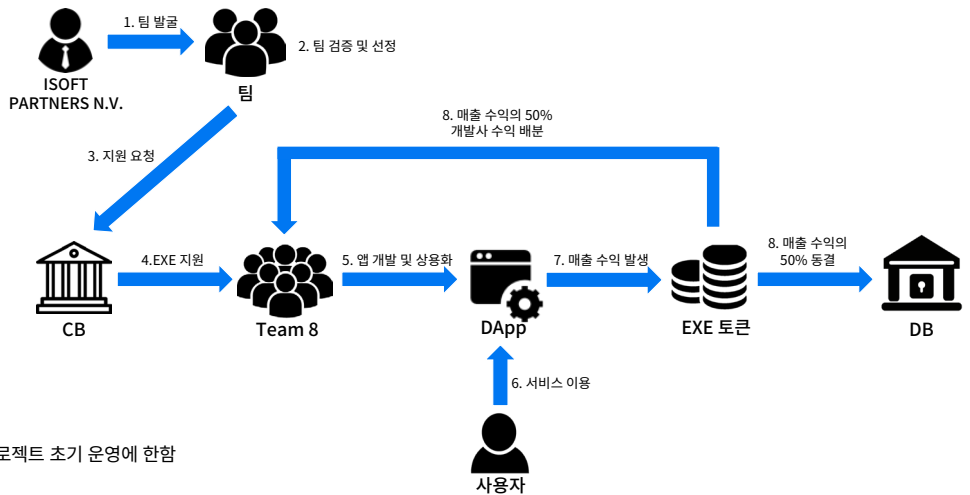 1. 팀 발굴
2. 팀 검증 및 선정
ISOFT
PARTNERS N.V.
팀
3. 지원 요청
8. 매출 수익의 50%
개발사 수익 배분
4.EXE 지원
5. 앱 개발 및 상용화
7. 매출 수익 발생
8. 매출 수익의
50% 동결
CB
Team 8
DApp
EXE 토큰
DB
6. 서비스 이용
로젝트 초기 운영에 한함
사용자